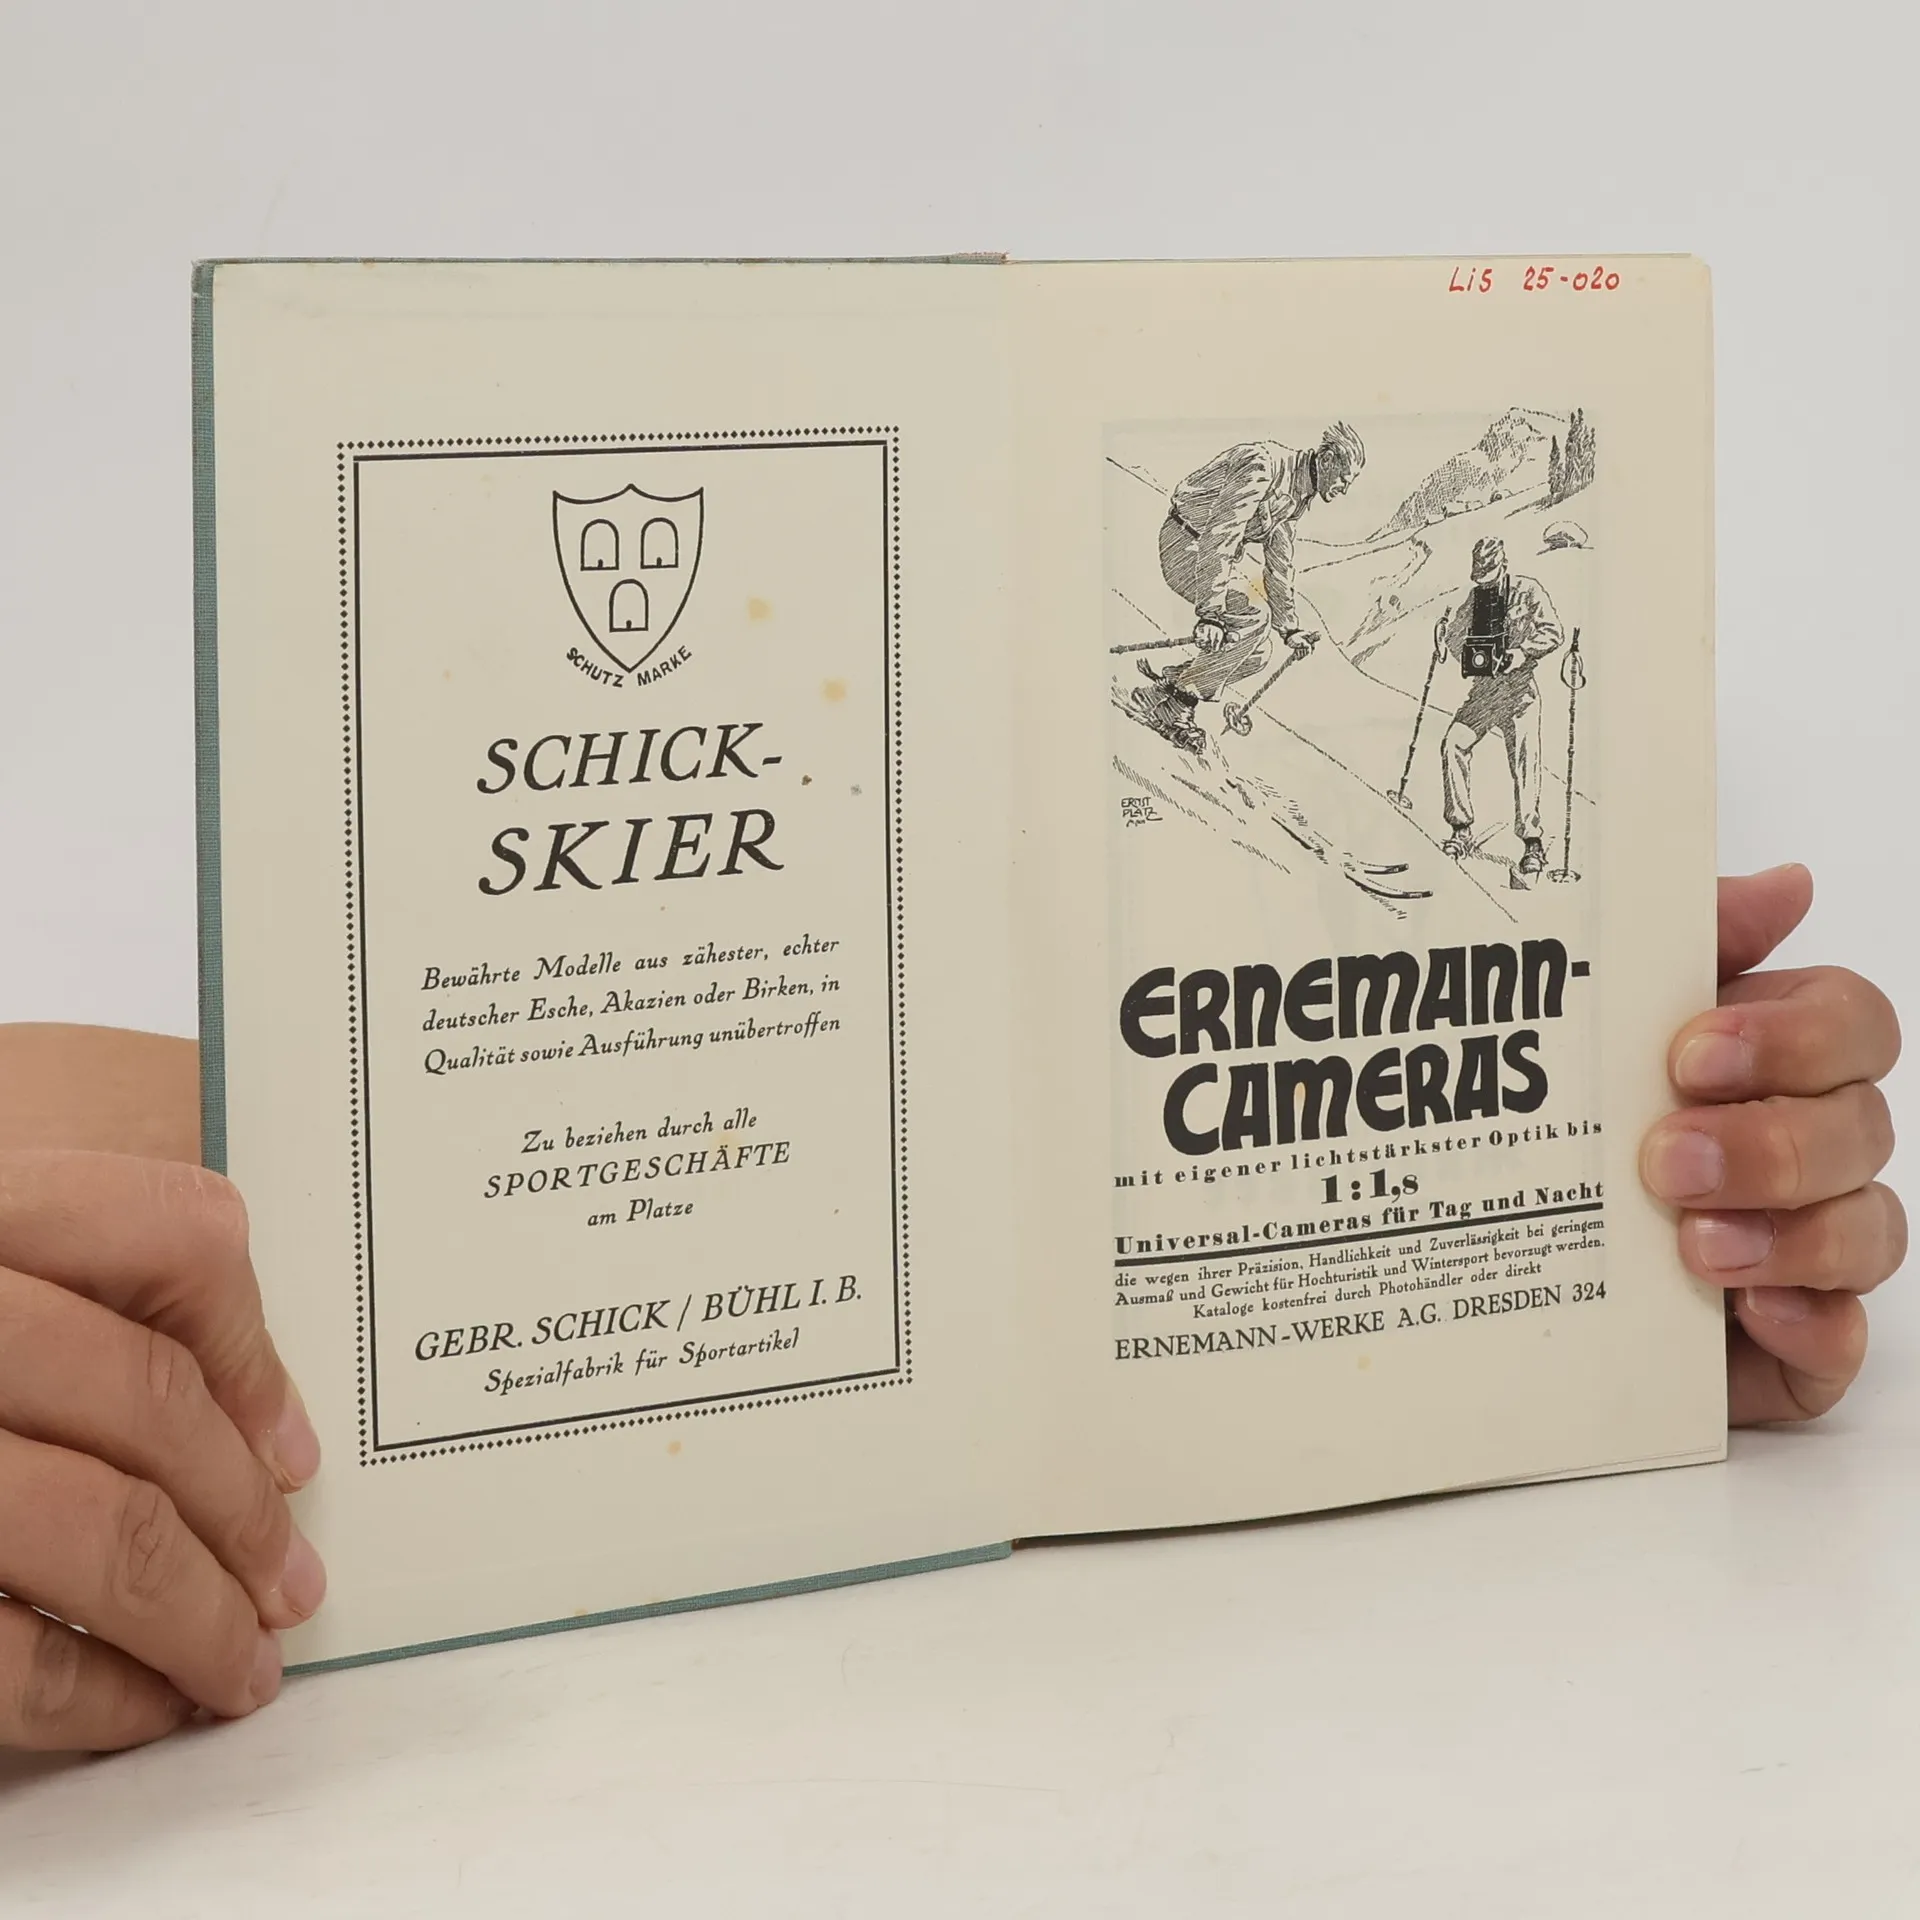 SCHUTZ MARKE
SCHICK-
SKIER
Bewährte Modelle aus zähester, echter
deutscher Esche, Akazien oder Birken, in
Qualität sowie Ausführung unübertroffen
Zu beziehen durch alle
SPORTGESCHÄFTE
am Platze
GEBR. SCHICK / BÜHL I. B.
Spezialfabrik für Sportartikel
LiS 25-020
ERNST
PLATZ
ERNEMANN-
CAMERAS
mit eigener lichtstärkster Optik bis
1:1,8
Universal-Cameras für Tag und Nacht
die wegen ihrer Präzision, Handlichkeit und Zuverlässigkeit bei geringem
Ausmaß und Gewicht für Hochturistik und Wintersport bevorzugt werden.
Kataloge kostenfrei durch Photohändler oder direkt
ERNEMANN-WERKE A.G. DRESDEN 324